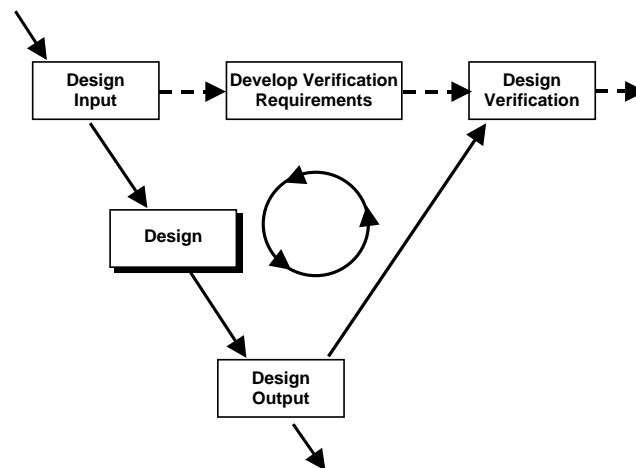 Design
Input
Develop Verification
Requirements
Design
Verification
Design
Design
Output